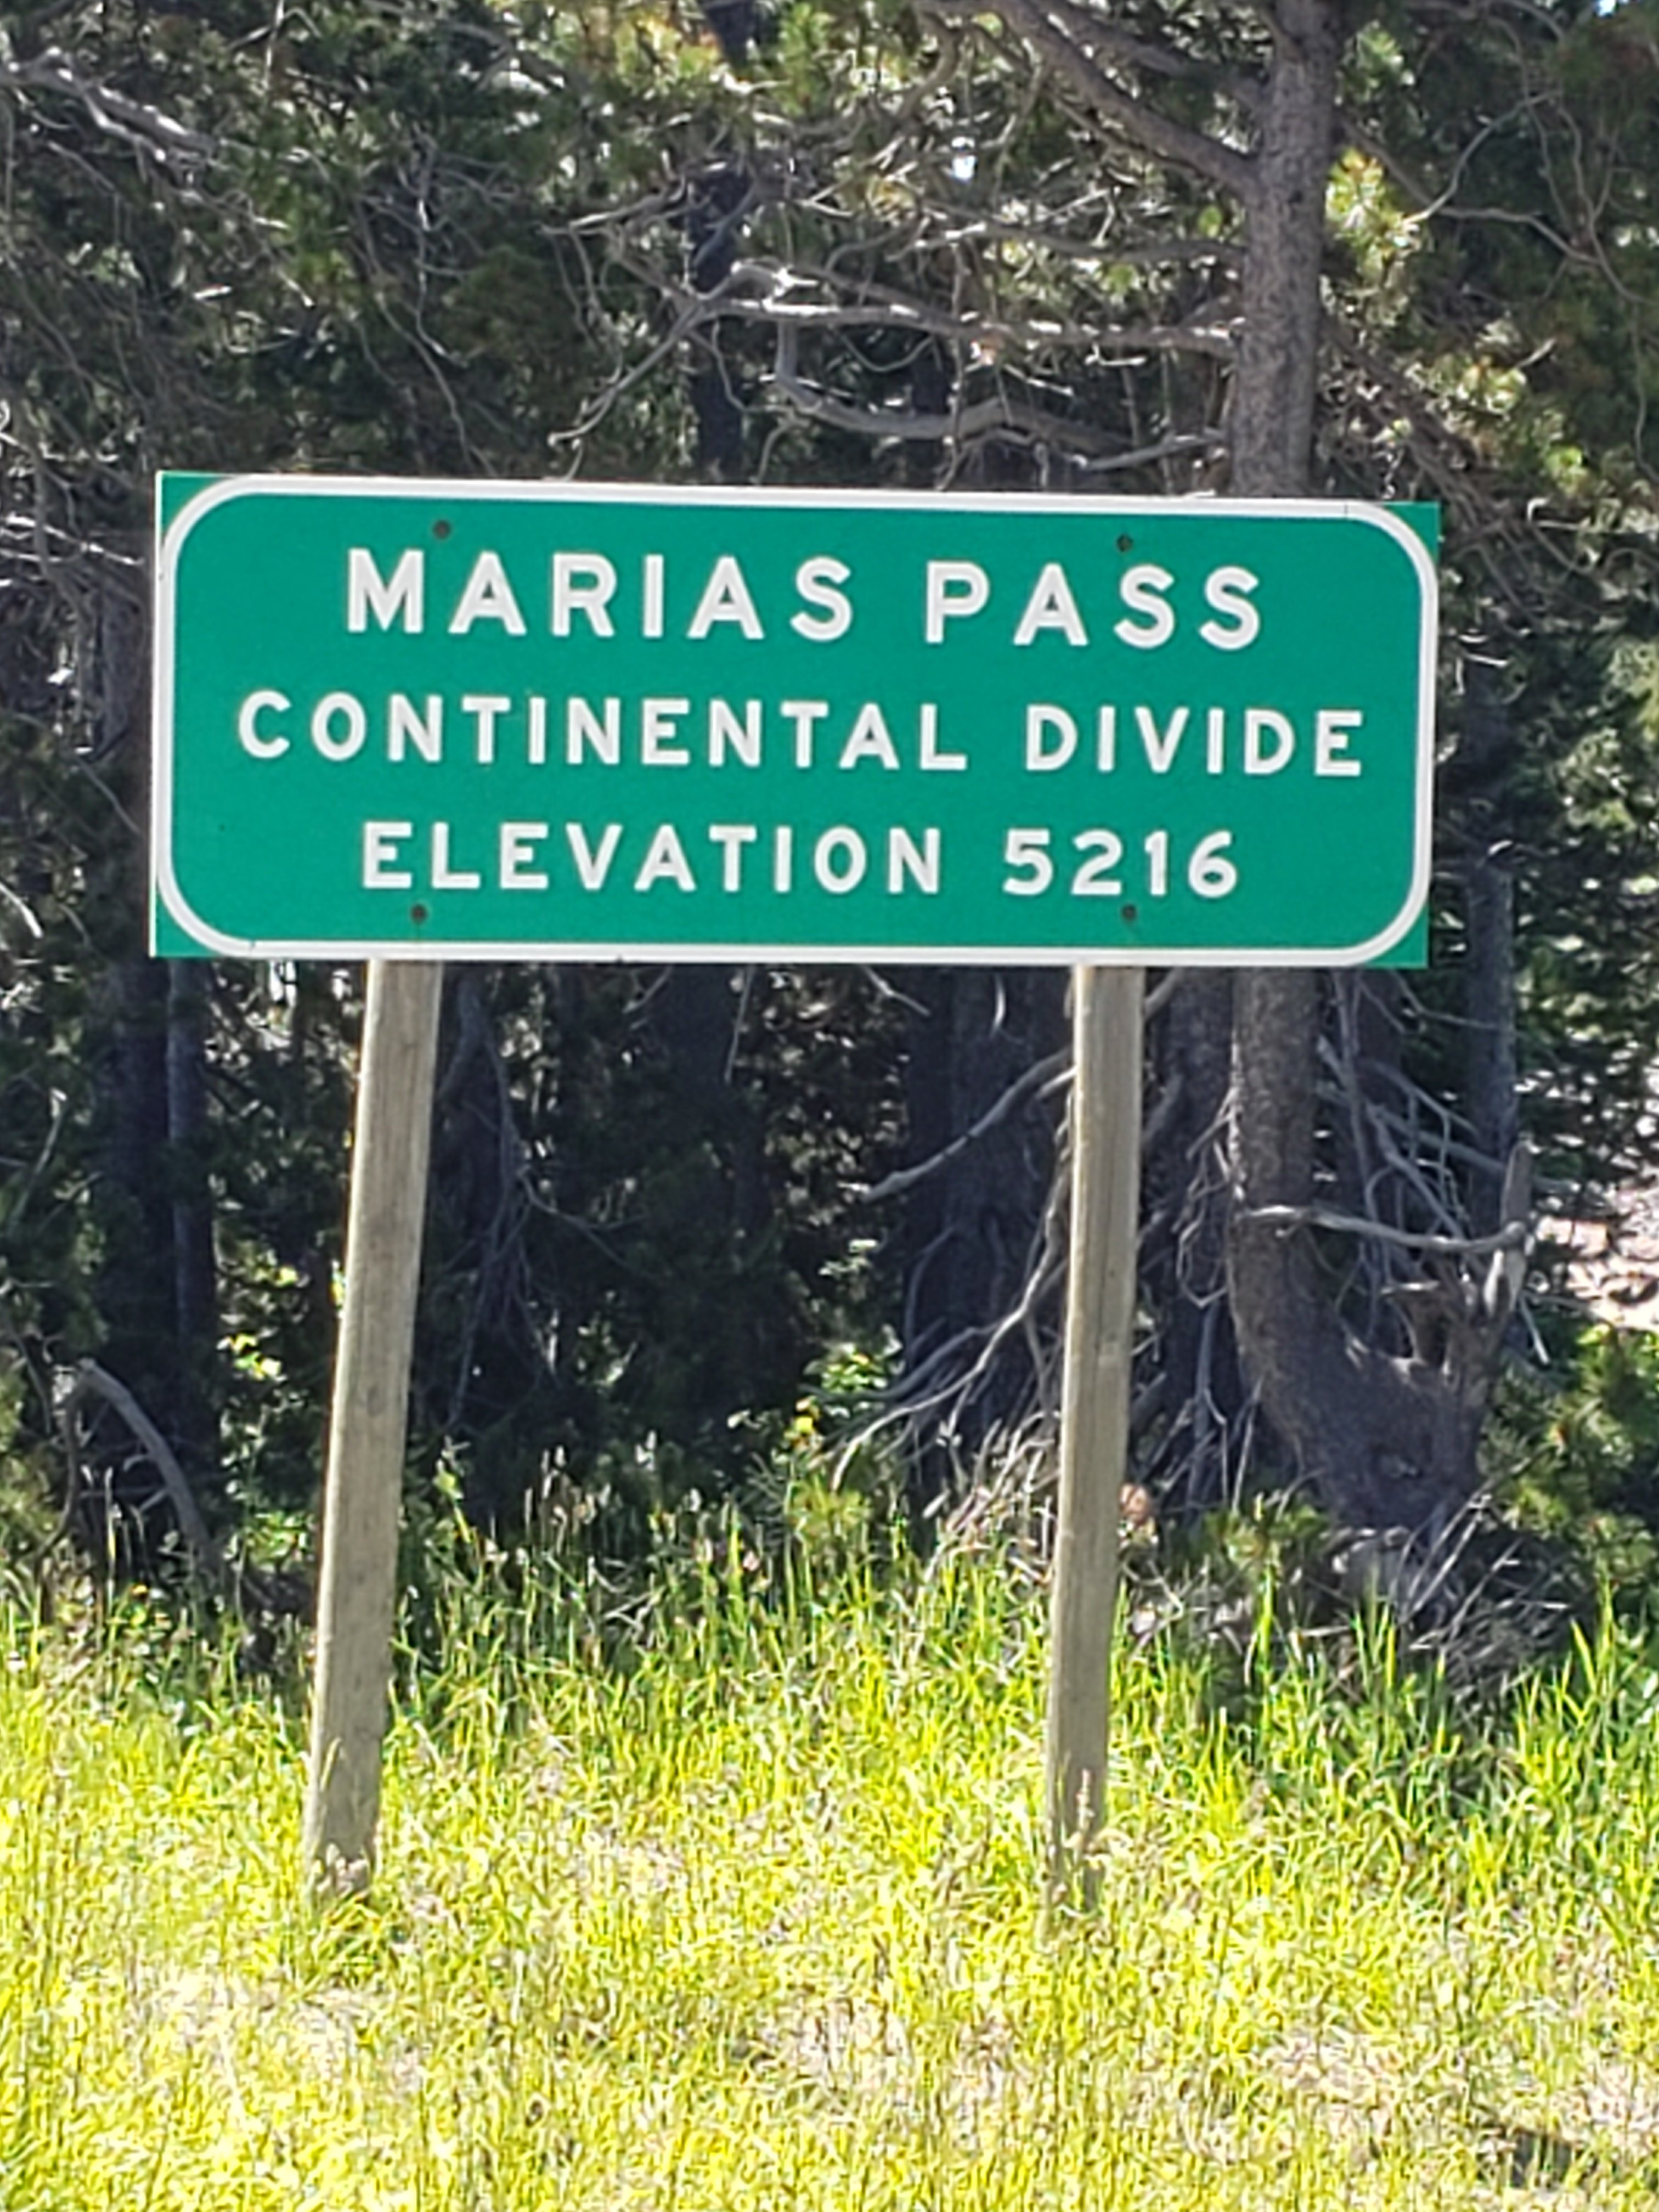 MARIAS PASS
CONTINENTAL DIVIDE
ELEVATION 5216